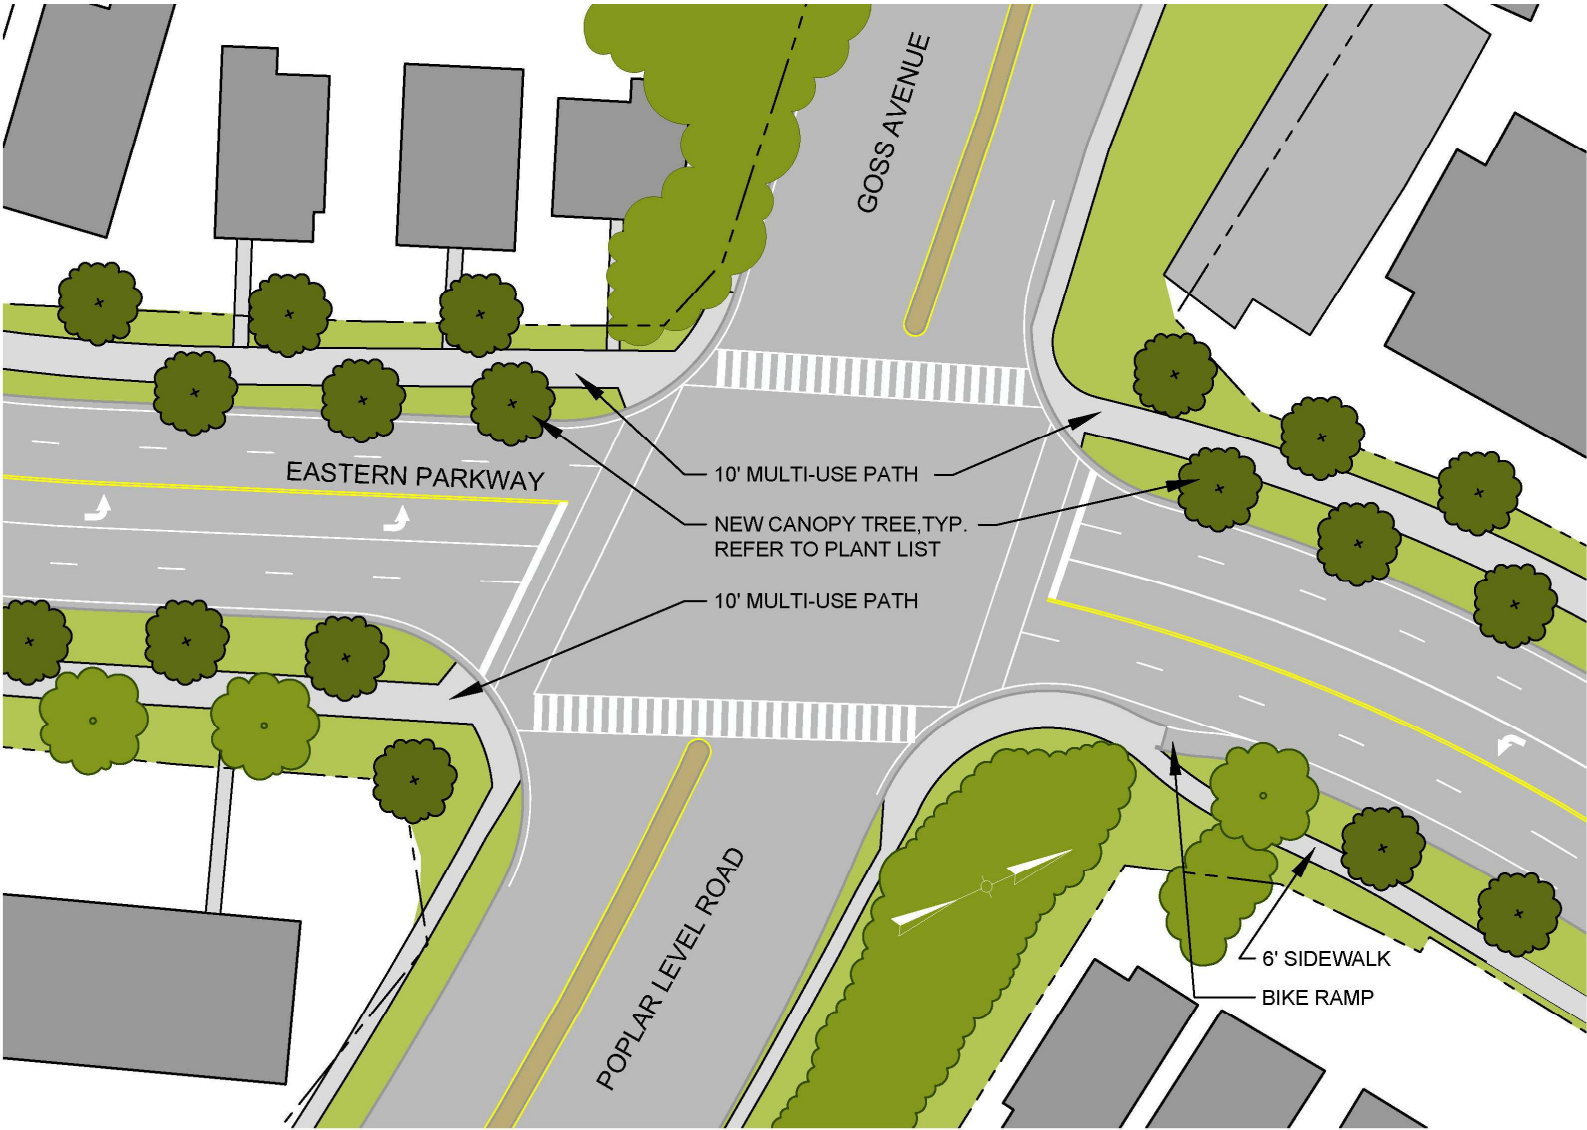 GOSS AVENUE
EASTERN PARKWAY
10' MULTI-USE PATH
NEW CANOPY TREE, TYP.
REFER TO PLANT LIST
10' MULTI-USE PATH
POPLAR LEVEL ROAD
6' SIDEWALK
BIKE RAMP